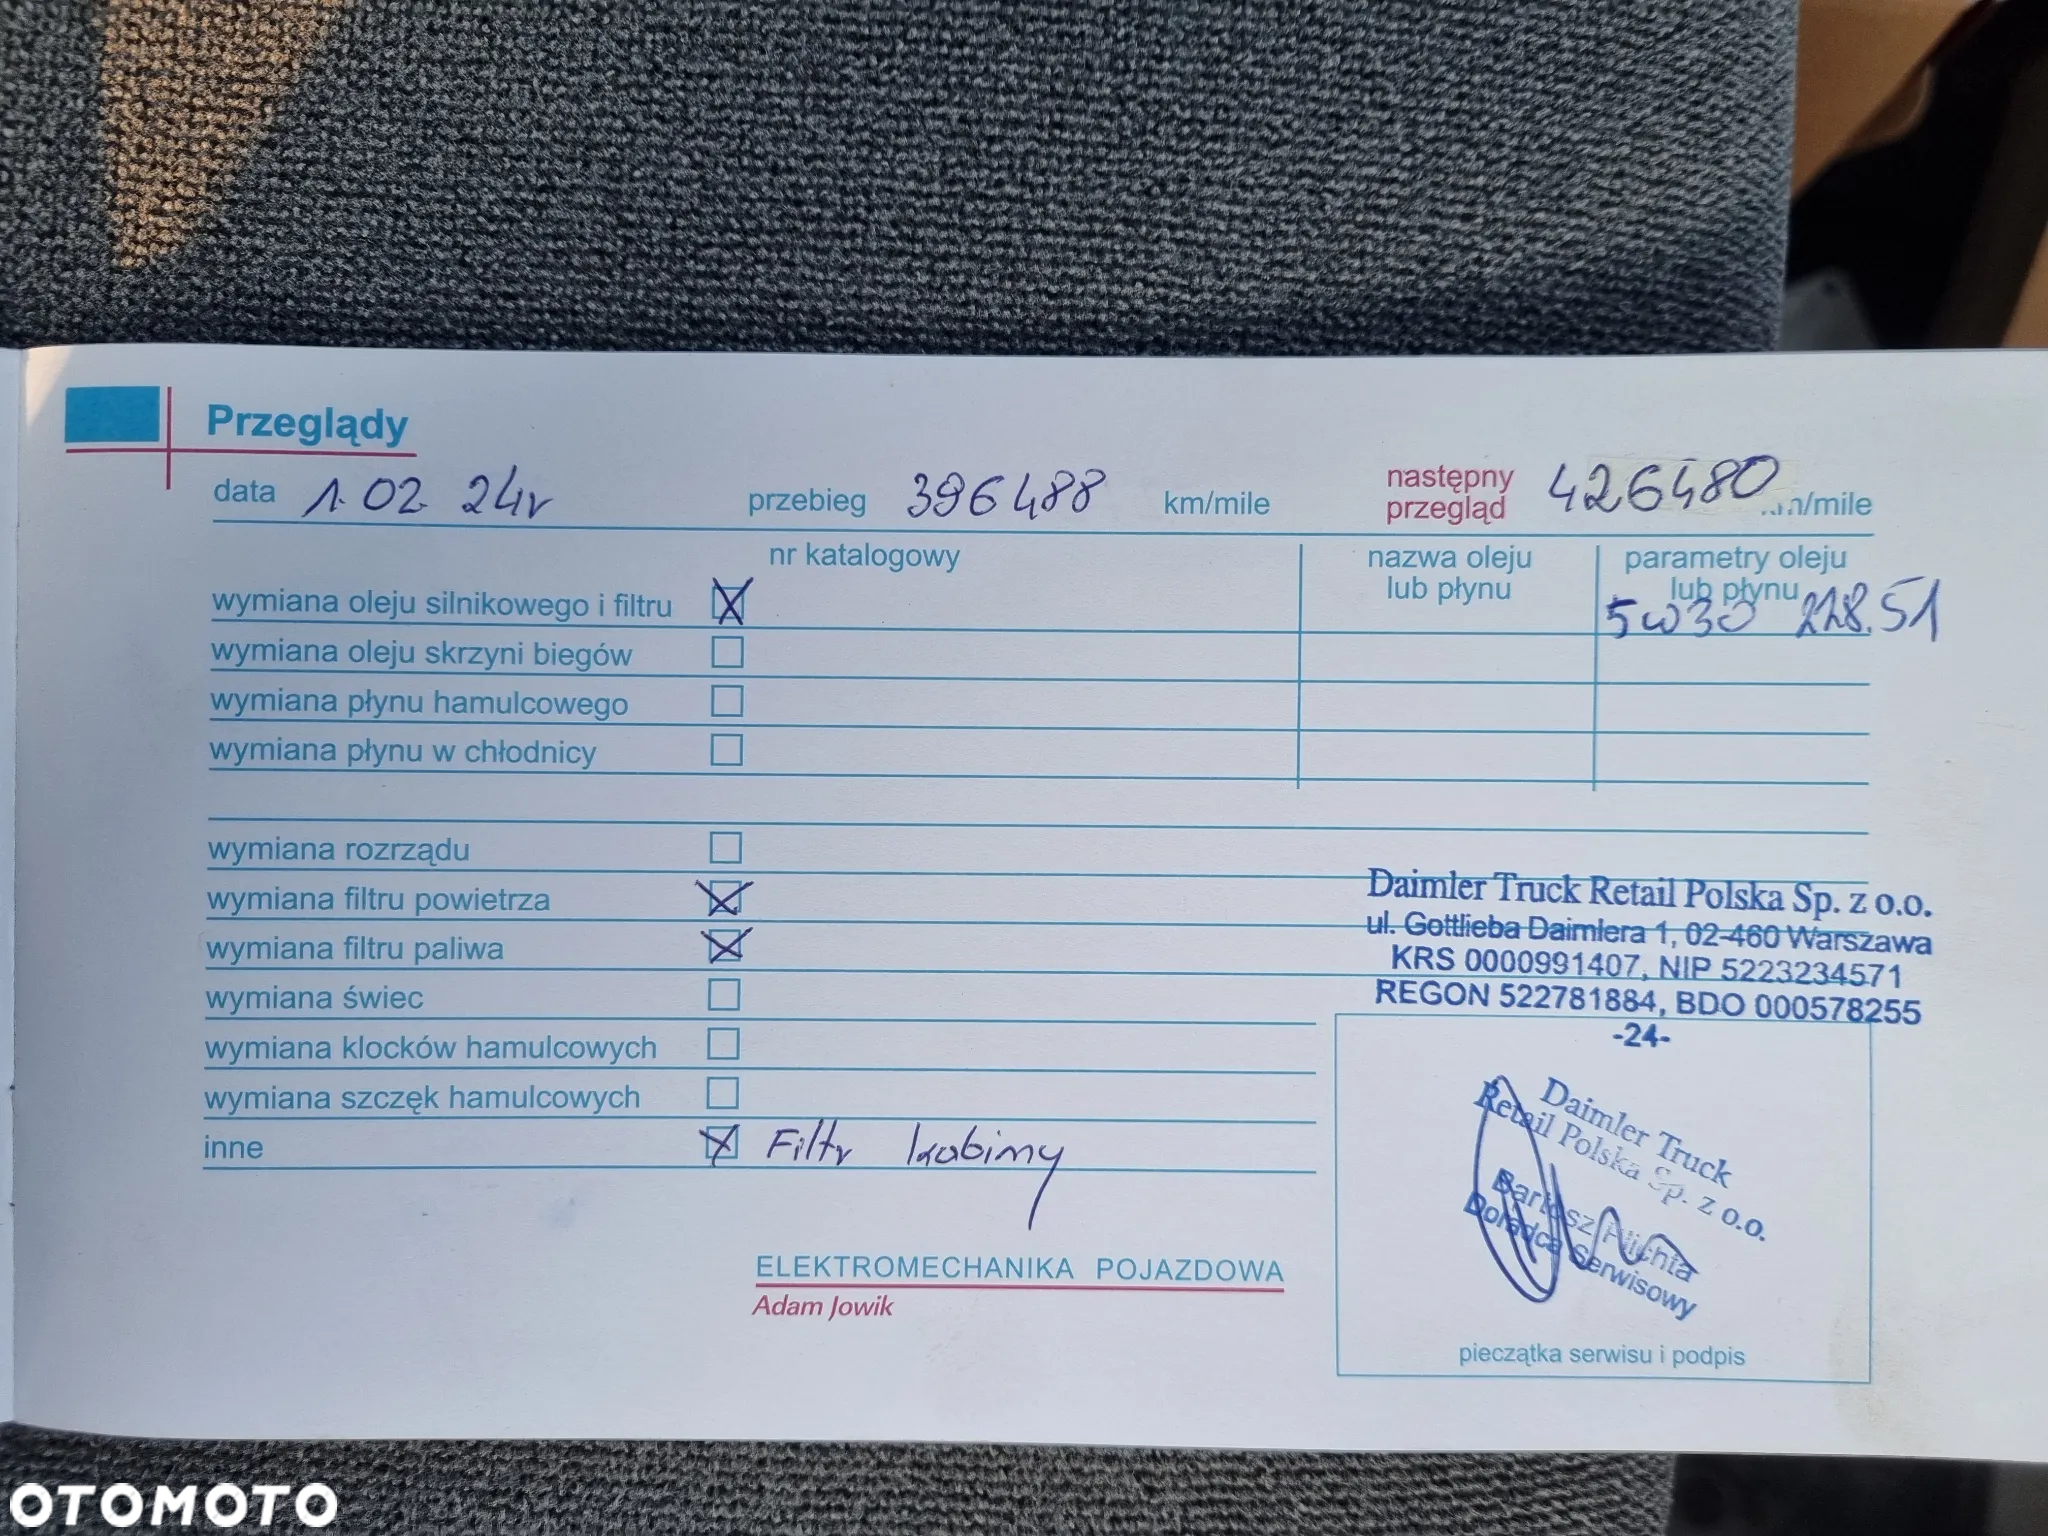 Przeglądy
data 1.02.24r przebieg 396488 km/mile następny przegląd 426480 km/mile
nr katalogowy nazwa oleju lub płynu parametry oleju lub płynu
wymiana oleju silnikowego i filtru X 5W30 228.51
wymiana oleju skrzyni biegów
wymiana płynu hamulcowego
wymiana płynu w chłodnicy
wymiana rozrządu
wymiana filtru powietrza X
wymiana filtru paliwa X
wymiana świec
wymiana klocków hamulcowych
wymiana szczęk hamulcowych
inne X Filtr kabiny
Daimler Truck Retail Polska Sp. z o.o.
ul. Gottlieba Daimlera 1, 02-460 Warszawa
KRS 0000991407, NIP 5223234571
REGON 522781884, BDO 000578255
-24-
Daimler Truck
Retail Polska Sp. z o.o.
Bartosz
Doradca Serwisowy
pieczątka serwisu i podpis
ELEKTROMECHANIKA POJAZDOWA
Adam Jowik
OTOMOTO